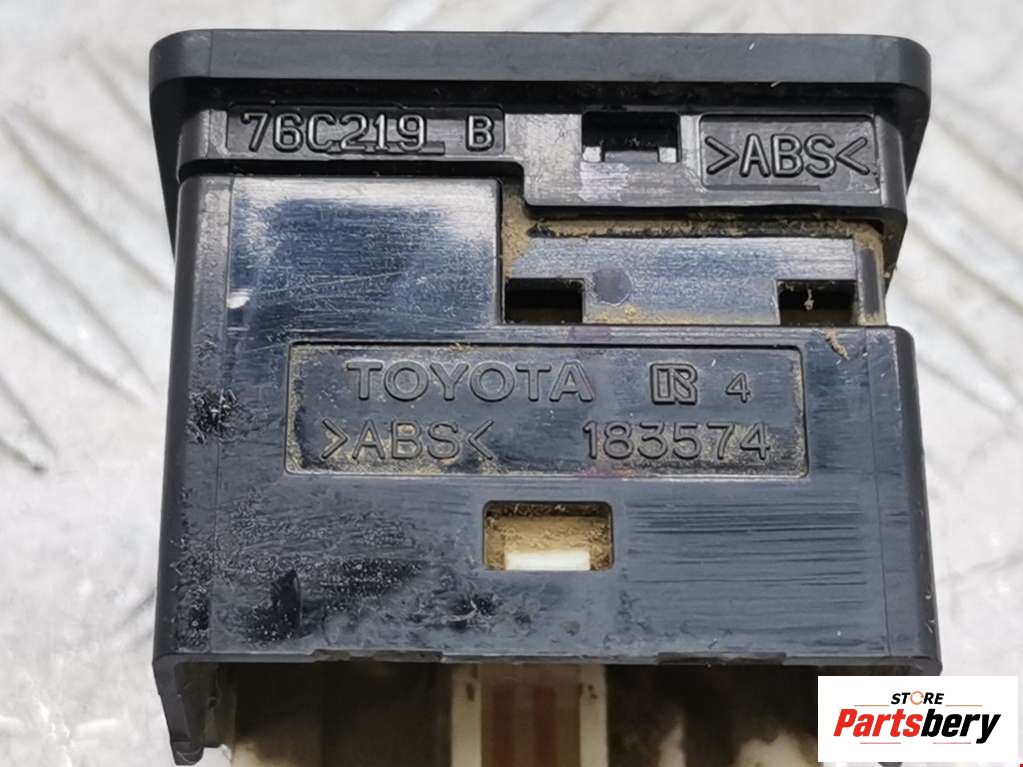 76C219 B
>ABS<
TOYOTA R 4
>ABS< 183574
STORE
Partsbery